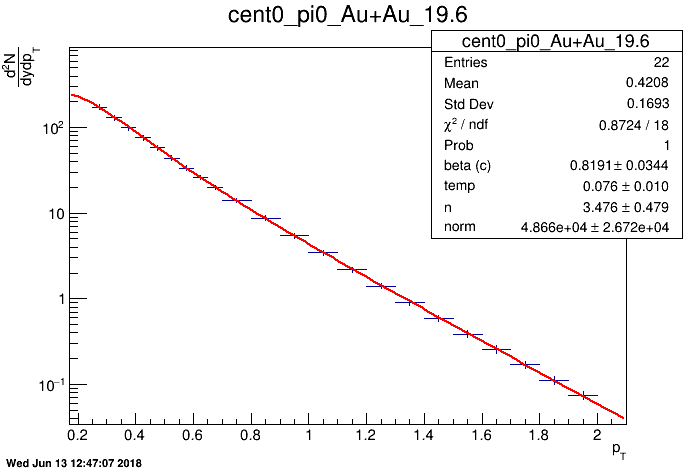 cent0_pi0_Au+Au_19.6
d²N
dydp_T
cent0_pi0_Au+Au_19.6
Entries 22
Mean 0.4208
Std Dev 0.1693
χ² / ndf 0.8724 / 18
Prob 1
beta (c) 0.8191 ± 0.0344
temp 0.076 ± 0.010
n 3.476 ± 0.479
norm 4.866e+04 ± 2.672e+04
10²
10
1
10⁻¹
0.2 0.4 0.6 0.8 1 1.2 1.4 1.6 1.8 2
p_T
Wed Jun 13 12:47:07 2018